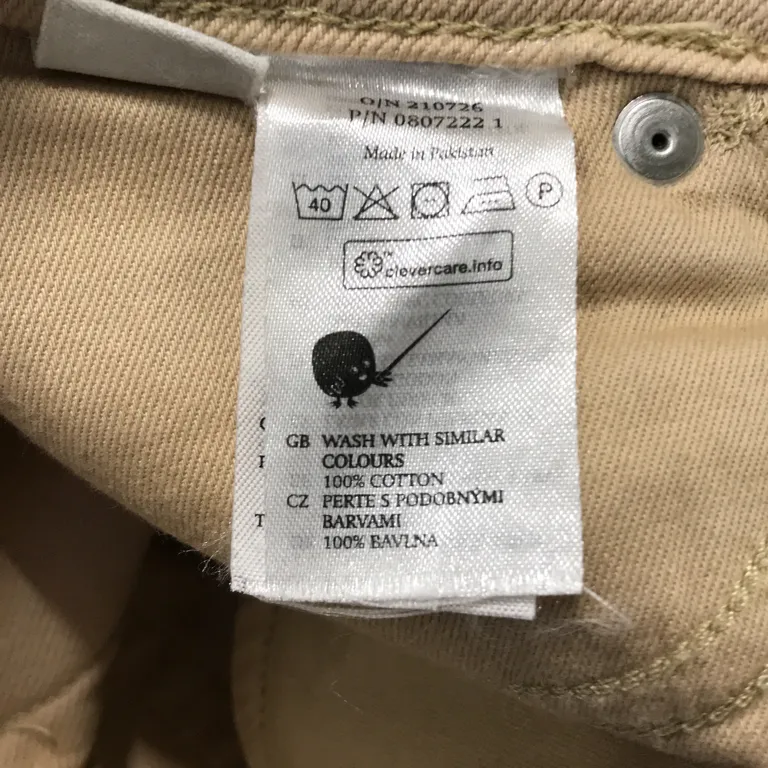 O/N 210726
P/N 0807222 1
Made in Pakistan
40 P
™ clevercare.info
GB WASH WITH SIMILAR
COLOURS
100% COTTON
CZ PERTE S PODOBNÝMI
BARVAMI
100% BAVLNA